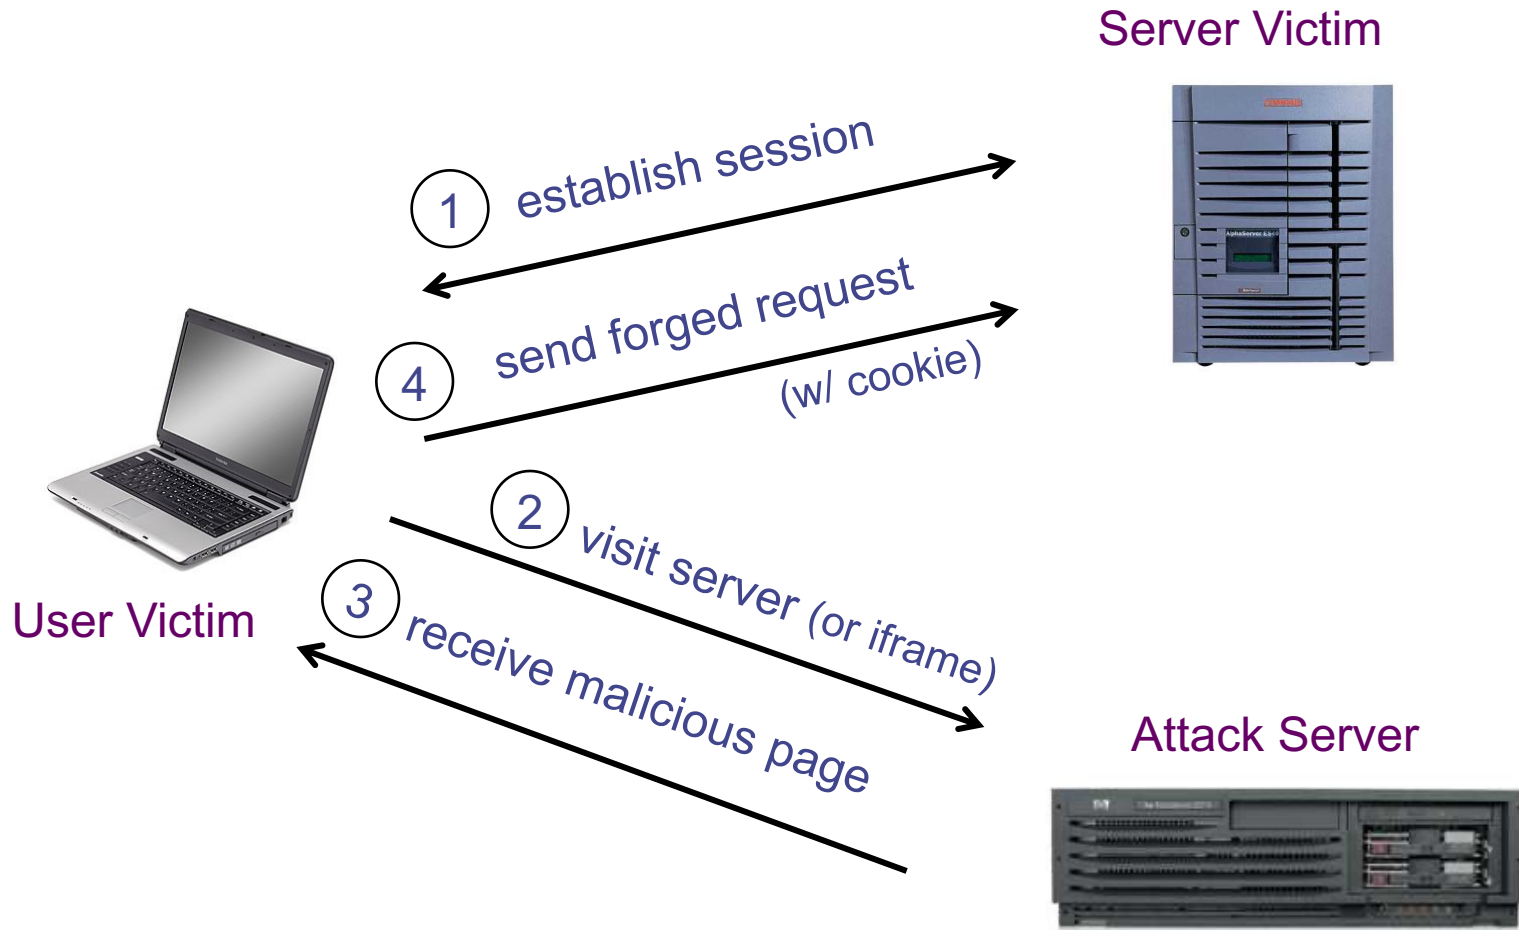 Server Victim
1 establish session
4 send forged request
(w/ cookie)
2 visit server (or iframe)
3 receive malicious page
User Victim
Attack Server